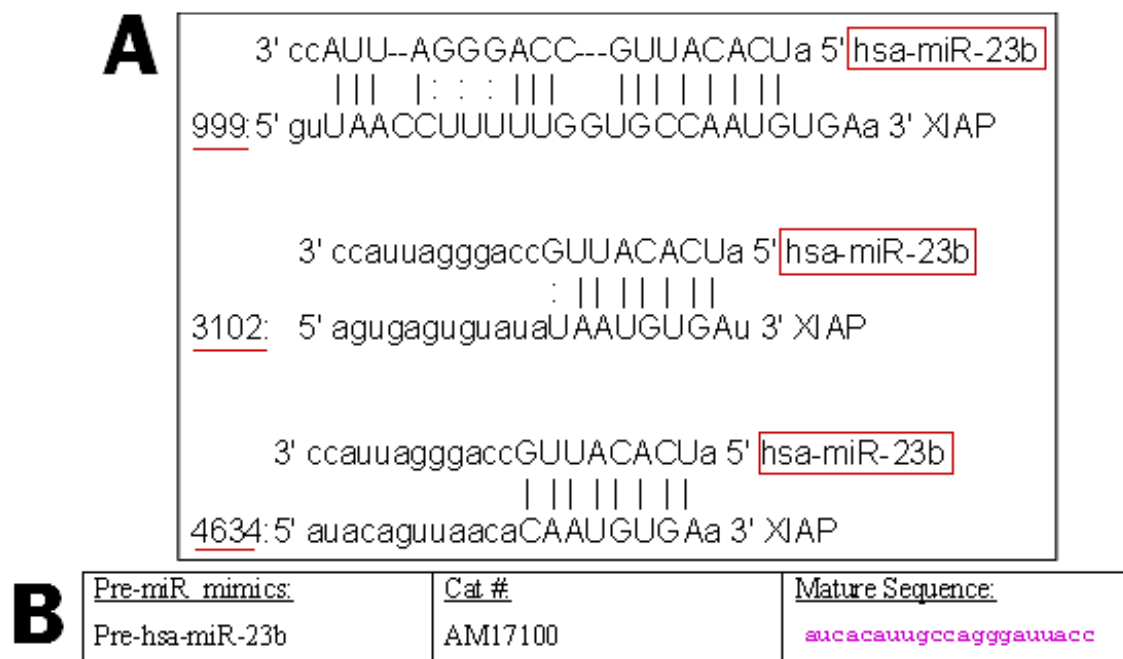 A
3' ccAUU--AGGGACC---GUUACACUa 5' hsa-miR-23b
||| |: : :||| ||| | | | ||
999: 5' guUAACCUUUUUGGUGCCAAUGUGAa 3' XIAP
3' ccauuagggaccGUUACACUa 5' hsa-miR-23b
: || | | | ||
3102: 5' agugaguguauaUAAUGUGAu 3' XIAP
3' ccauuagggaccGUUACACUa 5' hsa-miR-23b
| || | | | ||
4634: 5' auacaguuaacaCAAUGUGAa 3' XIAP
B
Pre-miR mimics: Cat #: Mature Sequence:
Pre-hsa-miR-23b AM17100 aucacauugccagggauuacc